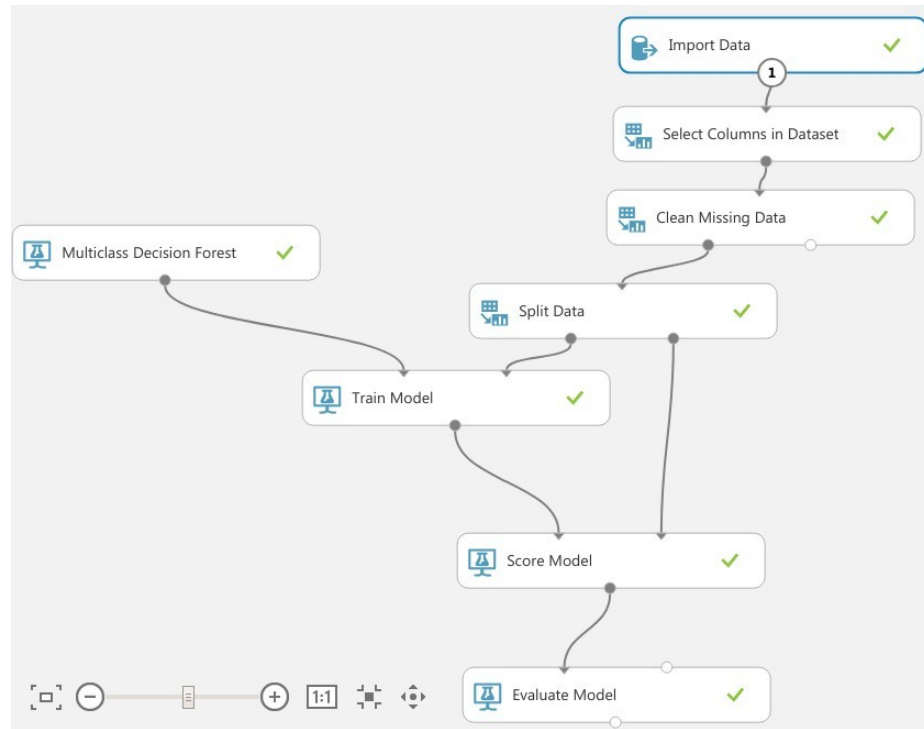 Import Data
1
Select Columns in Dataset
Clean Missing Data
Multiclass Decision Forest
Split Data
Train Model
Score Model
Evaluate Model
1:1